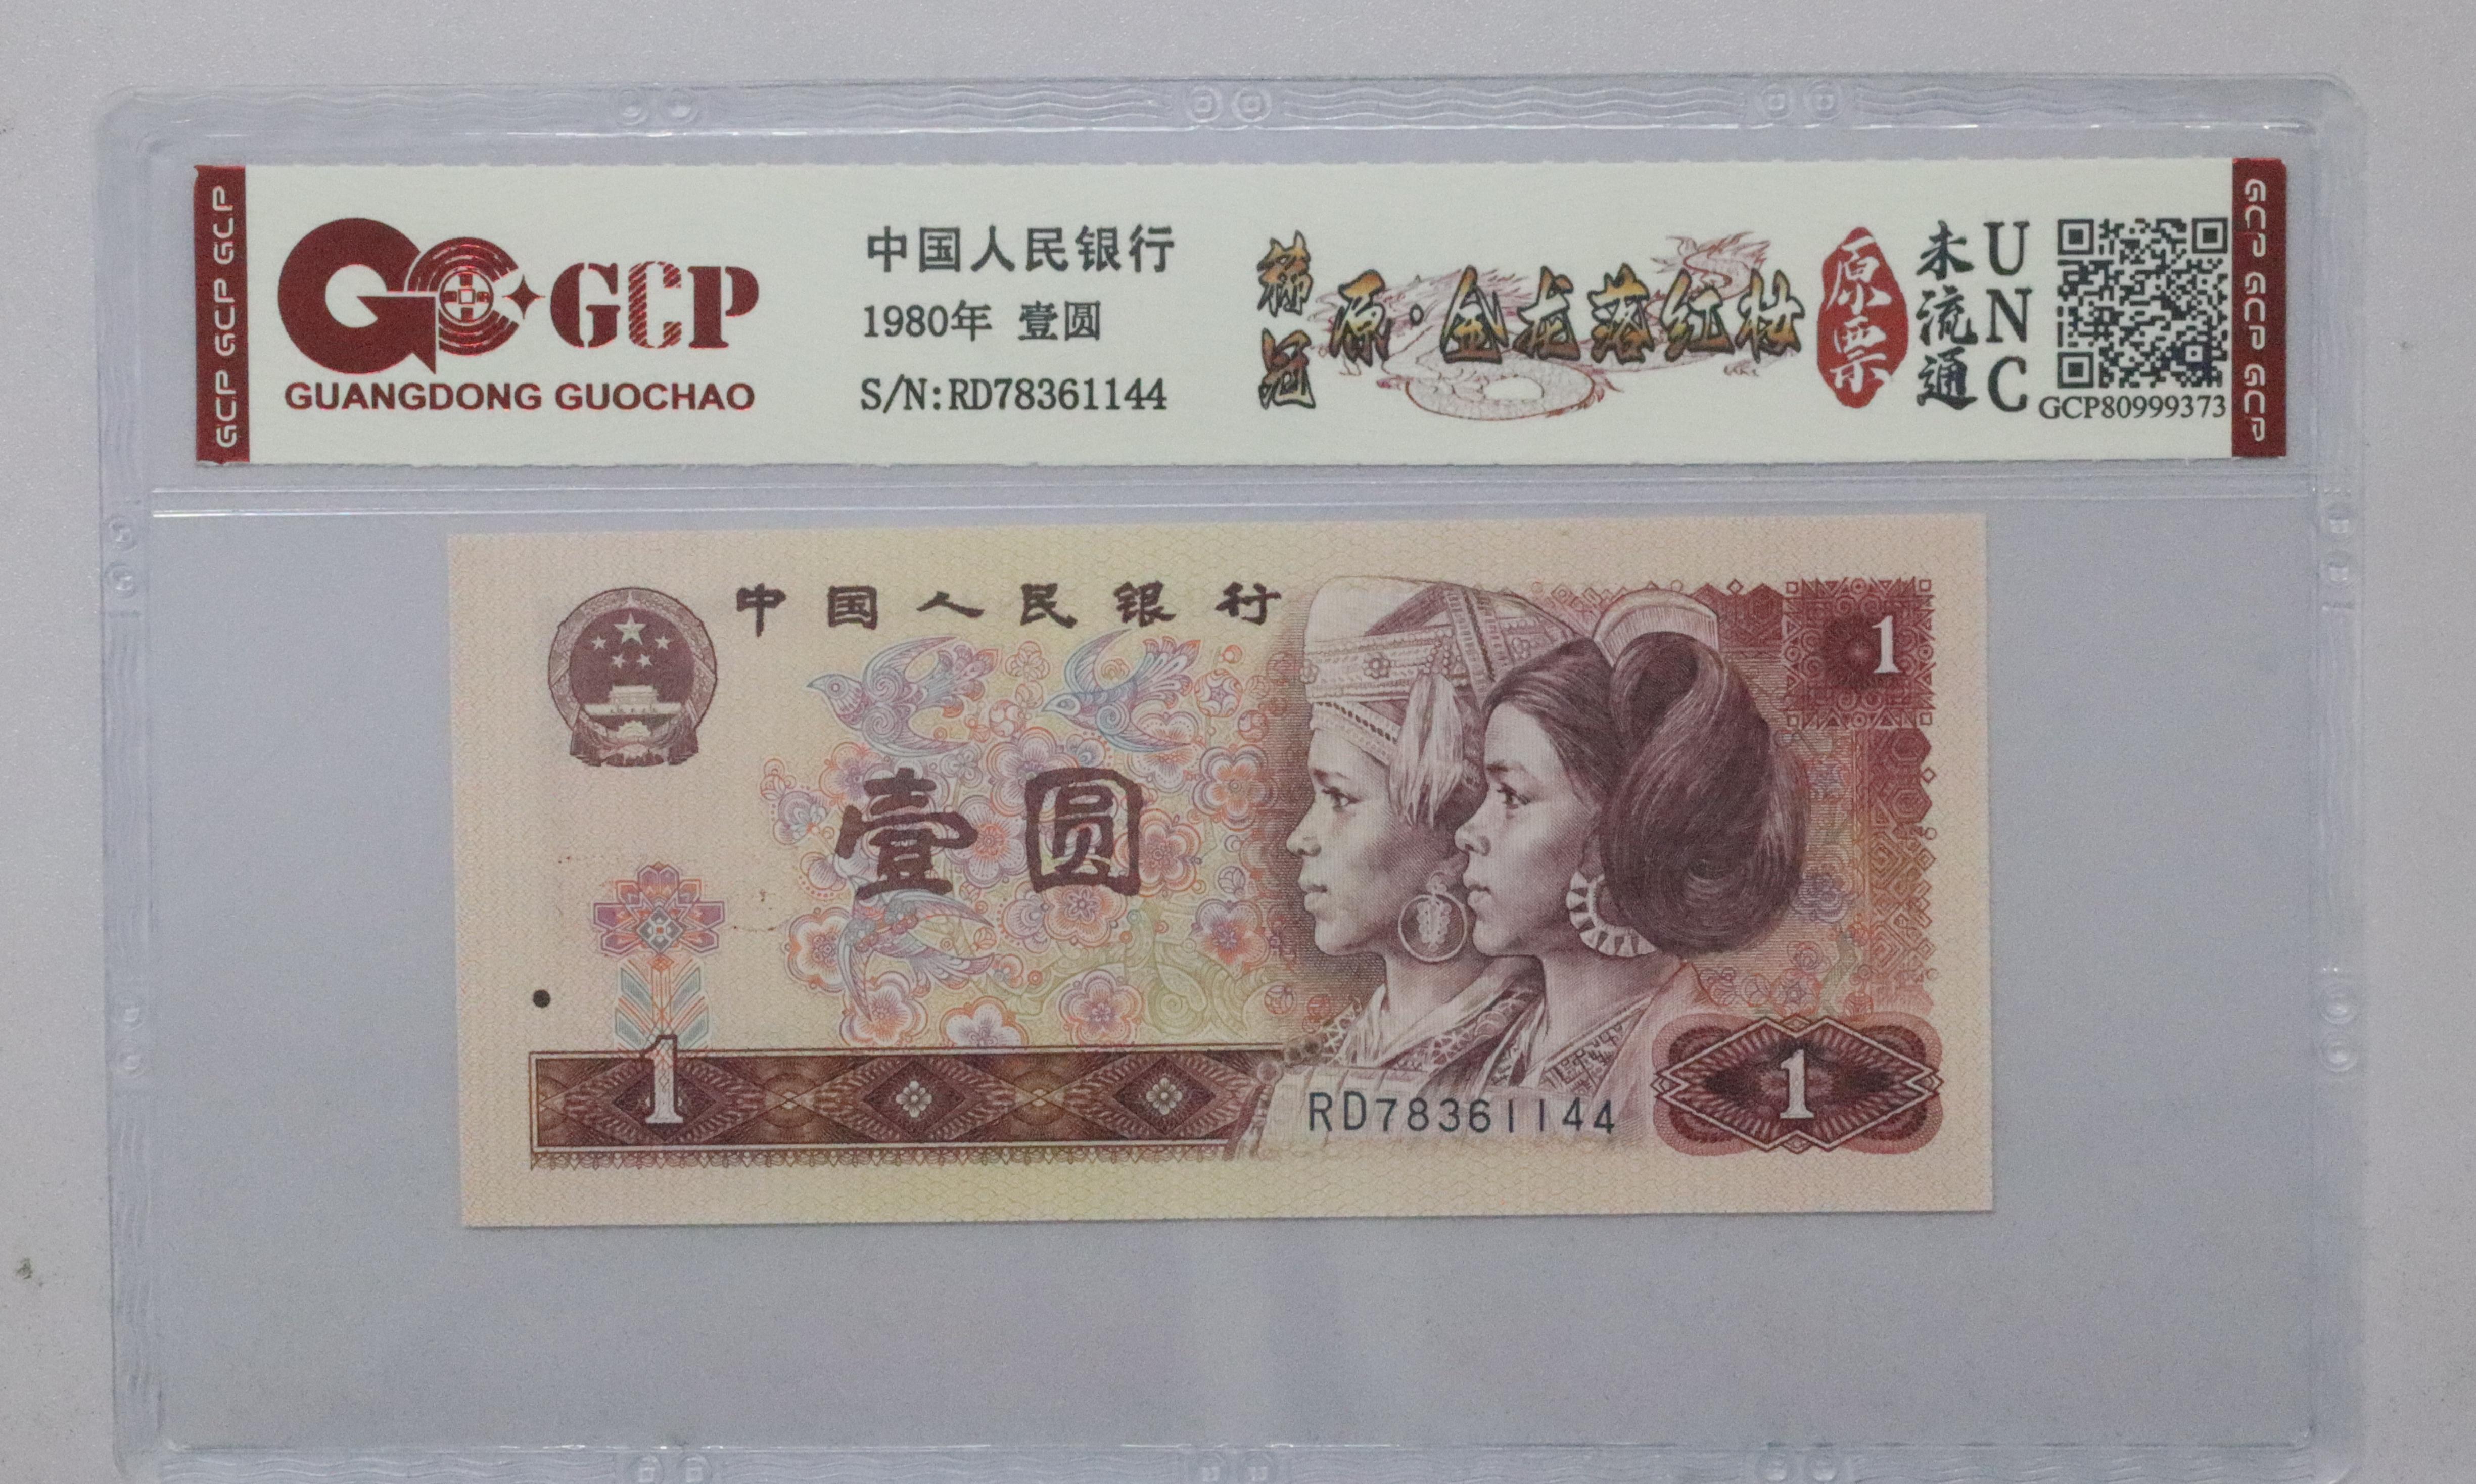 GCP GCP GCP
GCP
GUANGDONG GUOCHAO
中国人民银行
1980年 壹圆
S/N:RD78361144
稀冠
原·金龙落红妆
原票
未流通
UNC
GCP80999373
GCP GCP GCP
中国人民银行
1
壹圆
1
RD78361144
1